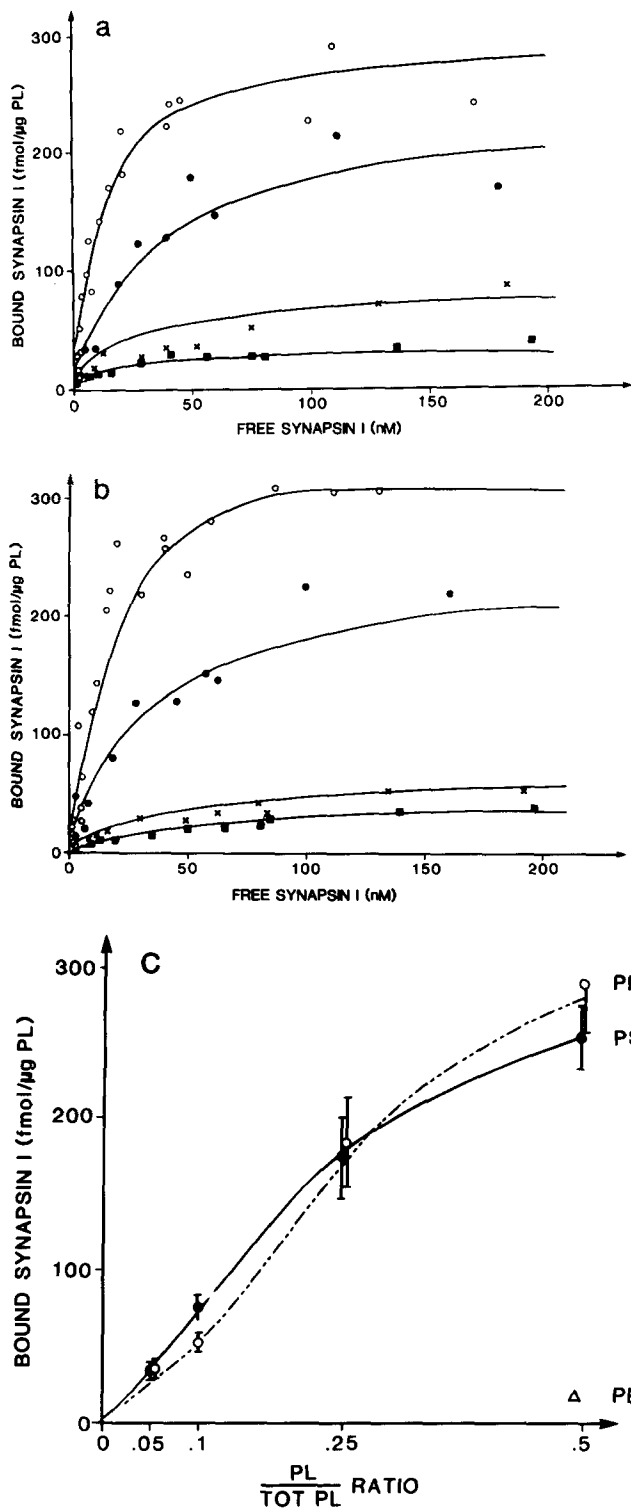 a
300
200
100
0
BOUND SYNAPSIN I (fmol/µg PL)
0 50 100 150 200
FREE SYNAPSIN I (nM)
b
300
200
100
0
BOUND SYNAPSIN I (fmol/µg PL)
0 50 100 150 200
FREE SYNAPSIN I (nM)
C
300
200
100
0
BOUND SYNAPSIN I (fmol/µg PL)
PS
0 .05 .1 .25 .5
PL
TOT PL RATIO